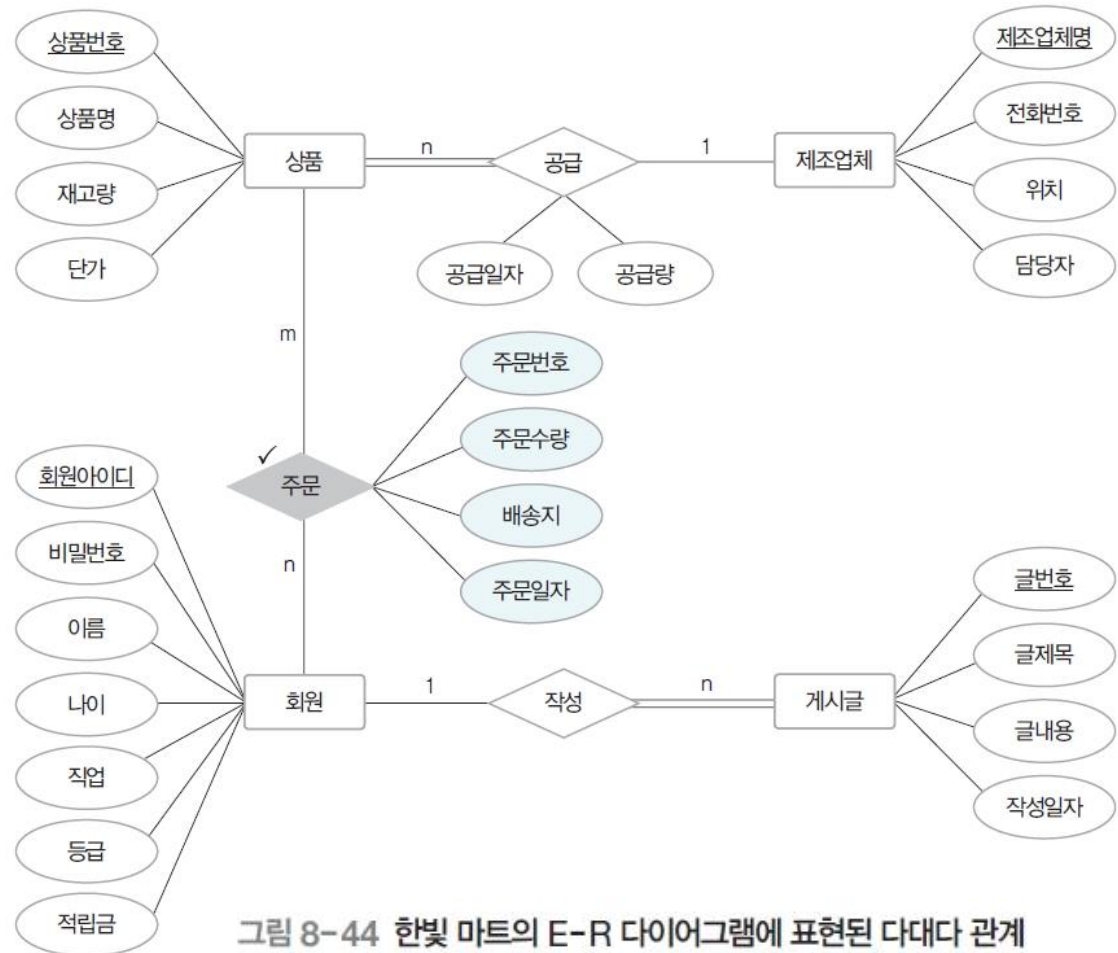 상품번호
상품명
재고량
단가
상품
n
공급
1
제조업체
공급일자
공급량
제조업체명
전화번호
위치
담당자
m
✓
주문
n
주문번호
주문수량
배송지
주문일자
회원아이디
비밀번호
이름
나이
직업
등급
적립금
회원
1
작성
n
게시글
글번호
글제목
글내용
작성일자
그림 8-44 한빛 마트의 E-R 다이어그램에 표현된 다대다 관계